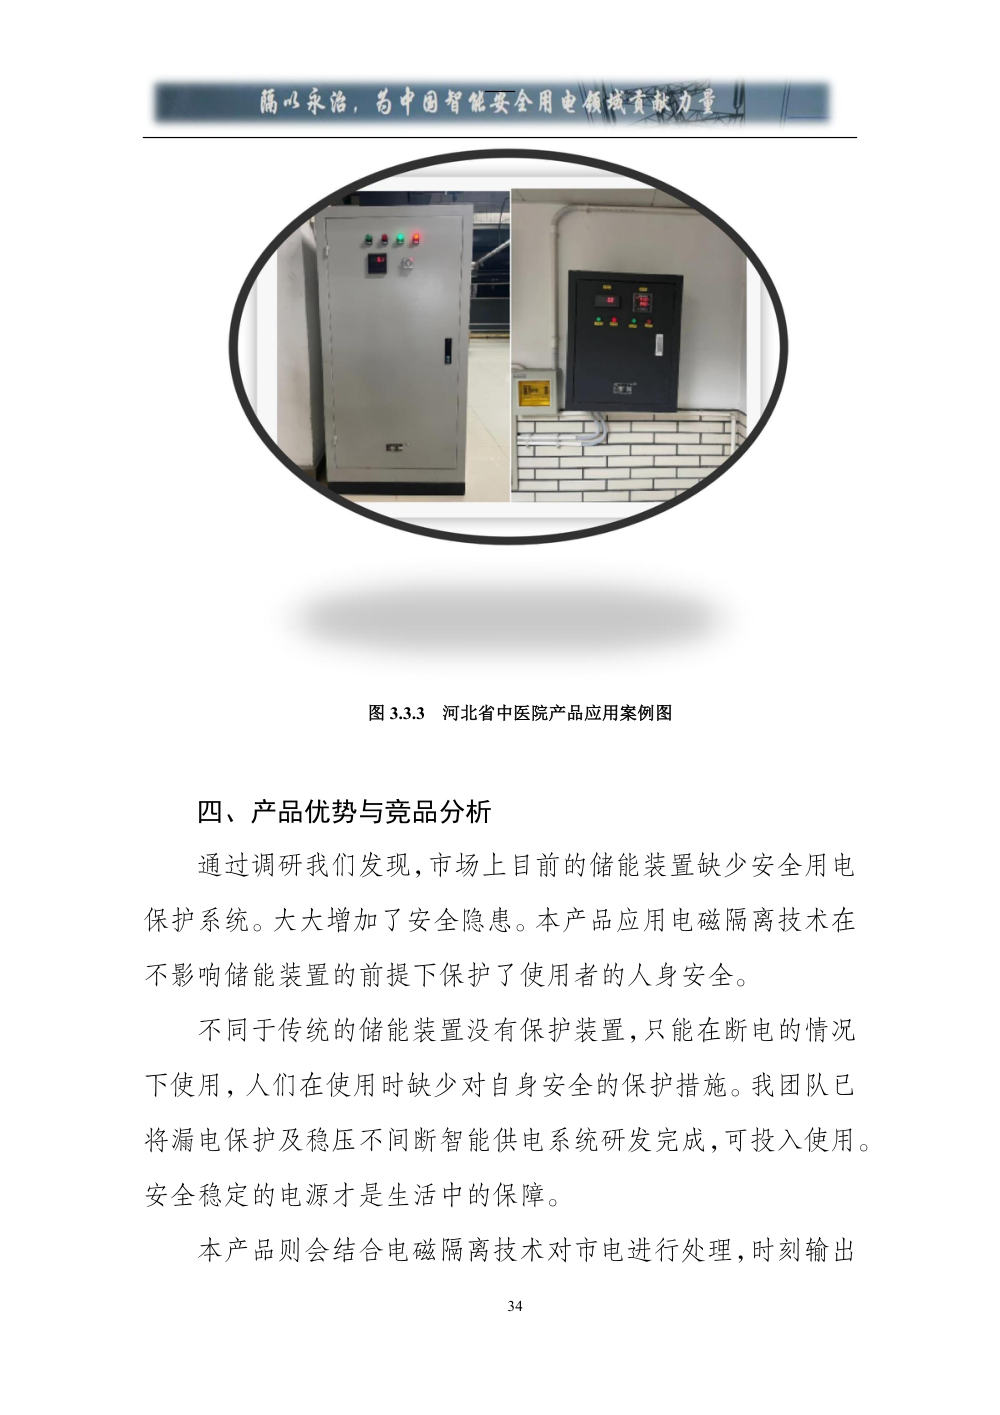 隔以永治，为中国智能安全用电领域贡献力量
图 3.3.3 河北省中医院产品应用案例图
四、产品优势与竞品分析
通过调研我们发现，市场上目前的储能装置缺少安全用电
保护系统。大大增加了安全隐患。本产品应用电磁隔离技术在
不影响储能装置的前提下保护了使用者的人身安全。
不同于传统的储能装置没有保护装置，只能在断电的情况
下使用，人们在使用时缺少对自身安全的保护措施。我团队已
将漏电保护及稳压不间断智能供电系统研发完成，可投入使用。
安全稳定的电源才是生活中的保障。
本产品则会结合电磁隔离技术对市电进行处理，时刻输出
34